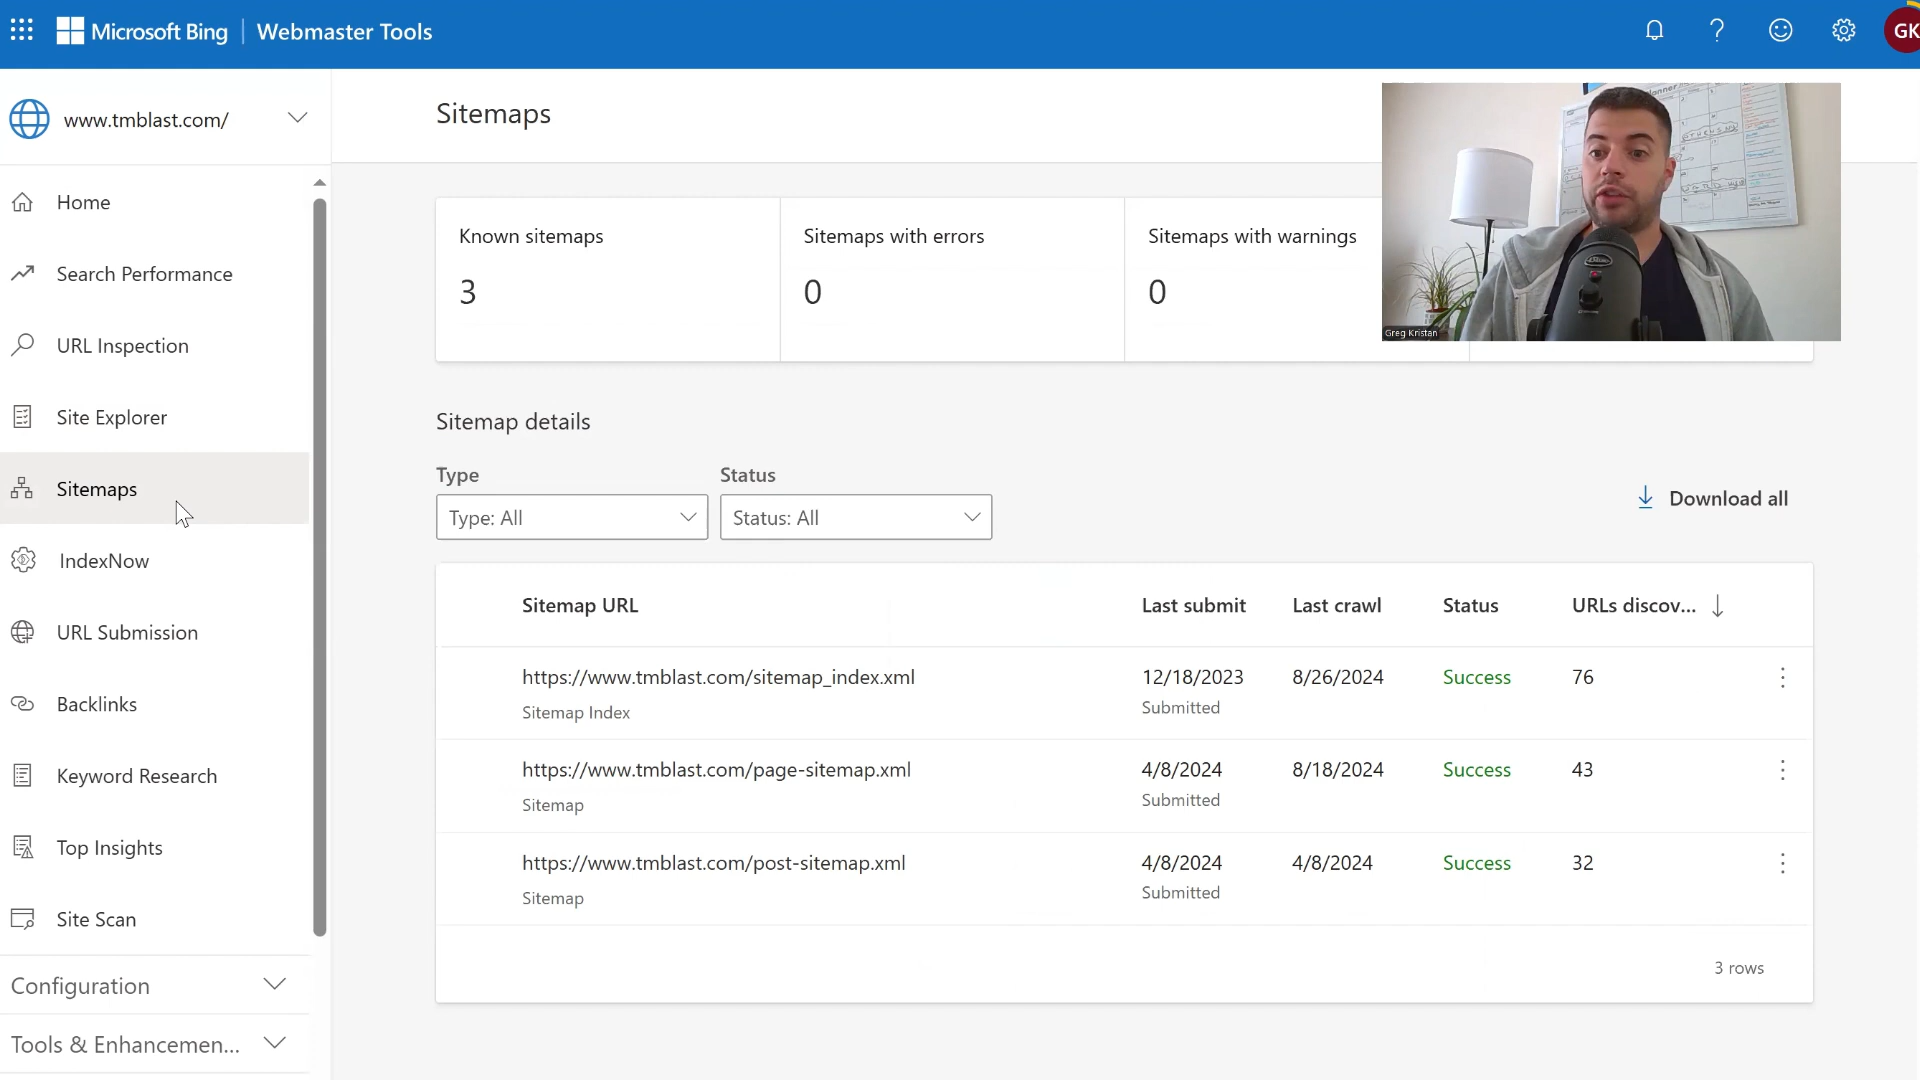 Microsoft Bing | Webmaster Tools
GK
www.tmblast.com/
Home
Search Performance
URL Inspection
Site Explorer
Sitemaps
IndexNow
URL Submission
Backlinks
Keyword Research
Top Insights
Site Scan
Configuration
Tools & Enhancemen...
Sitemaps
Known sitemaps
3
Sitemaps with errors
0
Sitemaps with warnings
0
Greg Kristan
Sitemap details
Type
Type: All
Status
Status: All
Download all
Sitemap URL Last submit Last crawl Status URLs discov...
https://www.tmblast.com/sitemap_index.xml 12/18/2023 8/26/2024 Success 76
Sitemap Index Submitted
https://www.tmblast.com/page-sitemap.xml 4/8/2024 8/18/2024 Success 43
Sitemap Submitted
https://www.tmblast.com/post-sitemap.xml 4/8/2024 4/8/2024 Success 32
Sitemap Submitted
3 rows